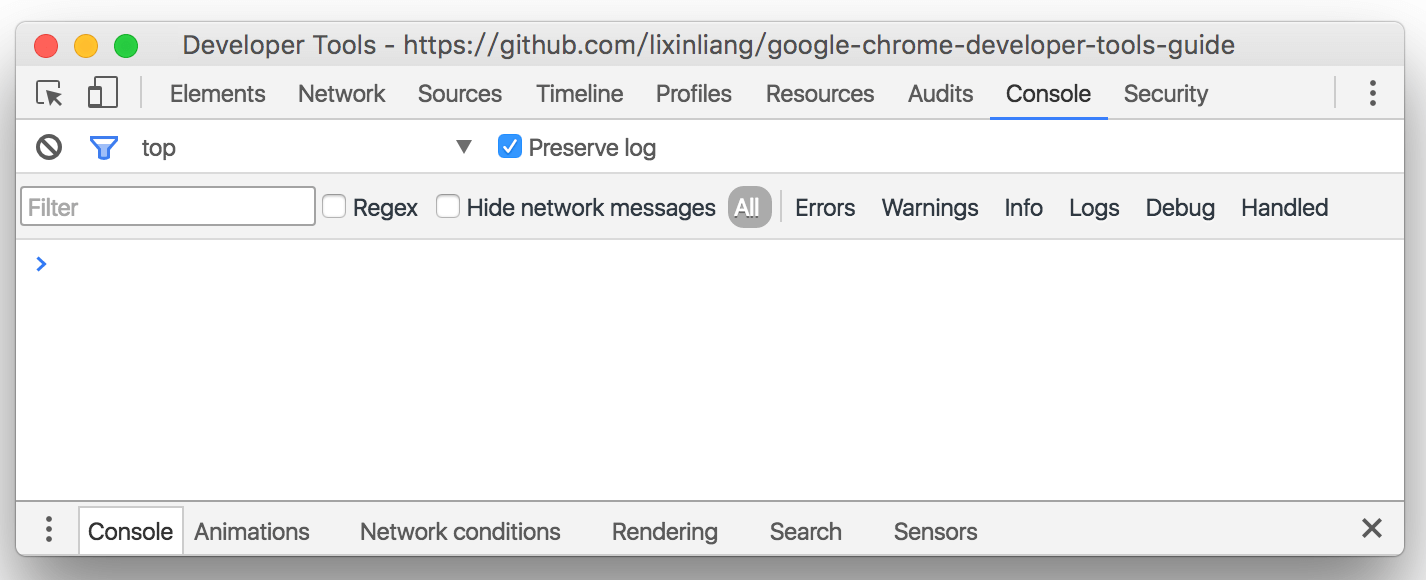 Developer Tools - https://github.com/lixinliang/google-chrome-developer-tools-guide
Elements Network Sources Timeline Profiles Resources Audits Console Security
top Preserve log
Filter Regex Hide network messages All Errors Warnings Info Logs Debug Handled
Console Animations Network conditions Rendering Search Sensors